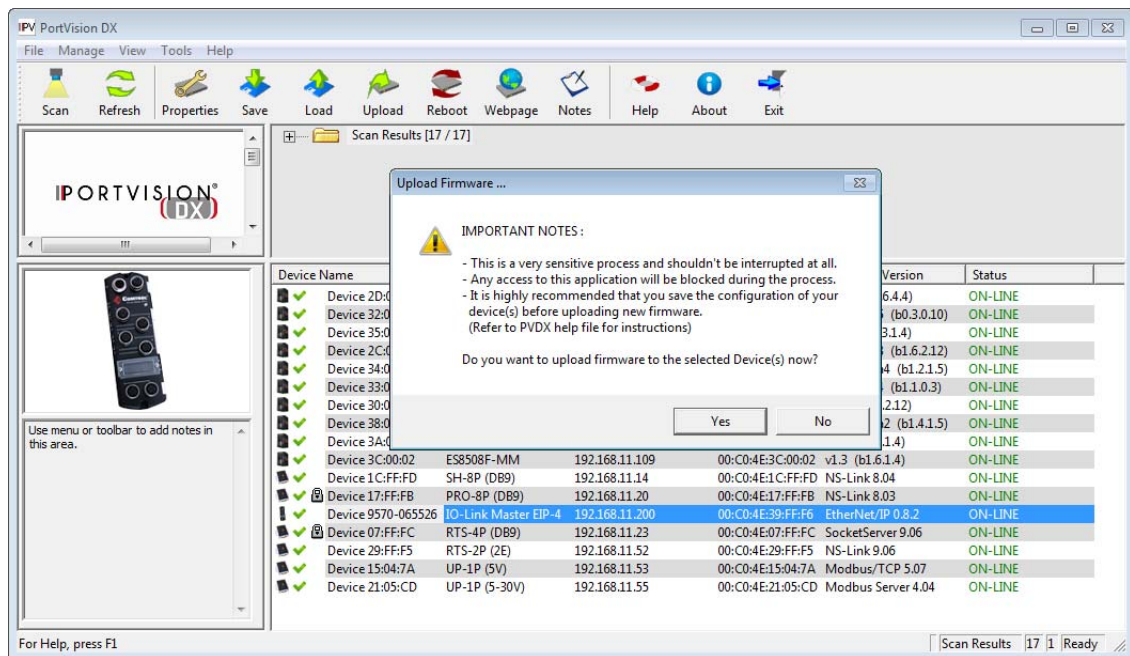 IPV PortVision DX
File Manage View Tools Help
Scan Refresh Properties Save Load Upload Reboot Webpage Notes Help About Exit
Scan Results [17 / 17]
PORTVISION®
(DX)
Upload Firmware ...
IMPORTANT NOTES :
- This is a very sensitive process and shouldn't be interrupted at all.
- Any access to this application will be blocked during the process.
- It is highly recommended that you save the configuration of your
device(s) before uploading new firmware.
(Refer to PVDX help file for instructions)
Do you want to upload firmware to the selected Device(s) now?
Yes No
COMTROL
Use menu or toolbar to add notes in
this area.
Device Name Version Status
Device 2D:0 6.4.4) ON-LINE
Device 32:0 (b0.3.0.10) ON-LINE
Device 35:0 3.1.4) ON-LINE
Device 2C:0 (b1.6.2.12) ON-LINE
Device 34:0 (b1.2.1.5) ON-LINE
Device 33:0 (b1.1.0.3) ON-LINE
Device 30:0 .2.12) ON-LINE
Device 38:0 (b1.4.1.5) ON-LINE
Device 3A:0 .1.4) ON-LINE
Device 3C:00:02 ES8508F-MM 192.168.11.109 00:C0:4E:3C:00:02 v1.3 (b1.6.1.4) ON-LINE
Device 1C:FF:FD SH-8P (DB9) 192.168.11.14 00:C0:4E:1C:FF:FD NS-Link 8.04 ON-LINE
Device 17:FF:FB PRO-8P (DB9) 192.168.11.20 00:C0:4E:17:FF:FB NS-Link 8.03 ON-LINE
Device 9570-065526 IO-Link Master EIP-4 192.168.11.200 00:C0:4E:39:FF:F6 EtherNet/IP 0.8.2 ON-LINE
Device 07:FF:FC RTS-4P (DB9) 192.168.11.23 00:C0:4E:07:FF:FC SocketServer 9.06 ON-LINE
Device 29:FF:F5 RTS-2P (2E) 192.168.11.52 00:C0:4E:29:FF:F5 NS-Link 9.06 ON-LINE
Device 15:04:7A UP-1P (5V) 192.168.11.53 00:C0:4E:15:04:7A Modbus/TCP 5.07 ON-LINE
Device 21:05:CD UP-1P (5-30V) 192.168.11.55 00:C0:4E:21:05:CD Modbus Server 4.04 ON-LINE
For Help, press F1 Scan Results 17 1 Ready